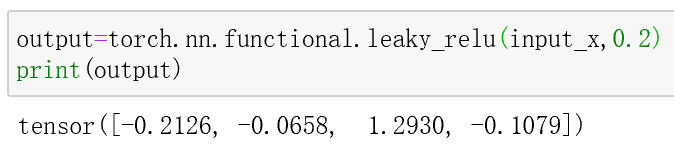 output=torch.nn.functional.leaky_relu(input_x,0.2)
print(output)
tensor([-0.2126, -0.0658,  1.2930, -0.1079])